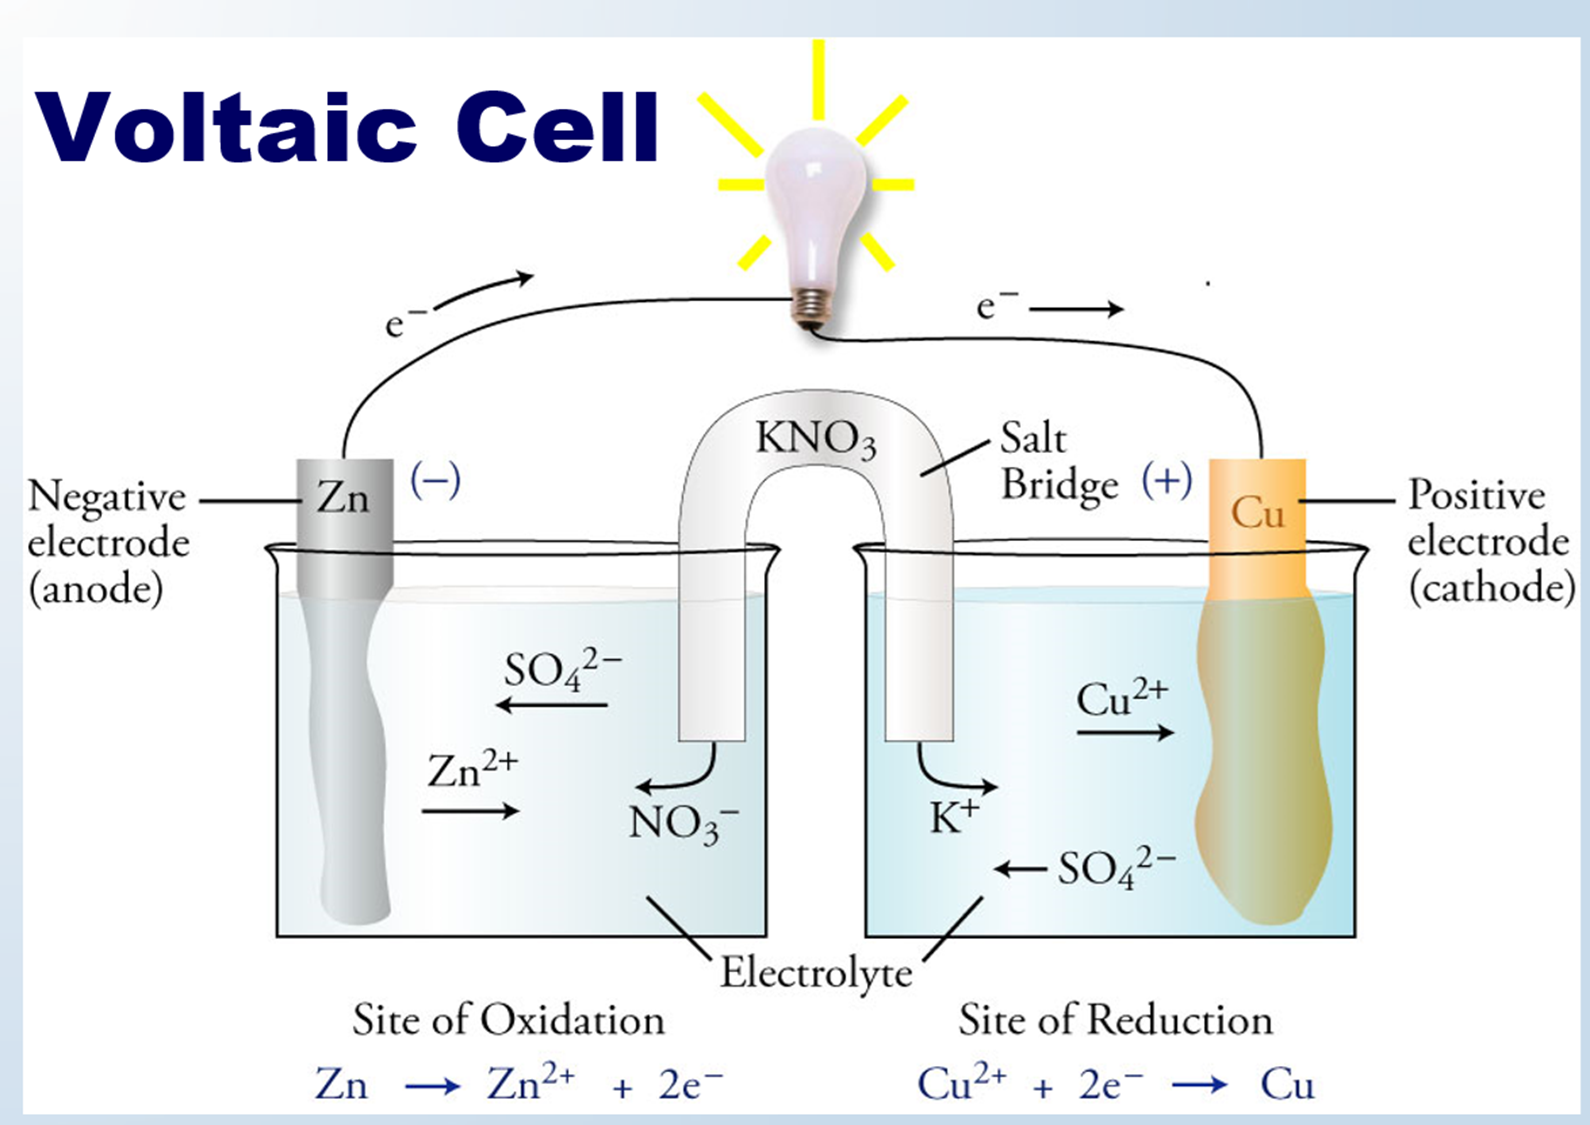 Voltaic Cell
e⁻
e⁻
KNO₃
Salt
Bridge
Zn
(−)
(+)
Cu
Negative
electrode
(anode)
Positive
electrode
(cathode)
SO₄²⁻
Zn²⁺
NO₃⁻
Cu²⁺
K⁺
SO₄²⁻
Electrolyte
Site of Oxidation
Site of Reduction
Zn → Zn²⁺ + 2e⁻
Cu²⁺ + 2e⁻ → Cu